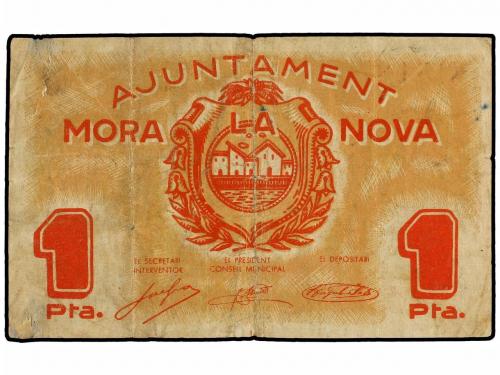 AJUNTAMENT
MORA LA NOVA
EL SECRETARI EL PRESIDENT EL DEPOSITARI
INTERVENTOR CONSELL MUNICIPAL
1 1
Pta. Pta.